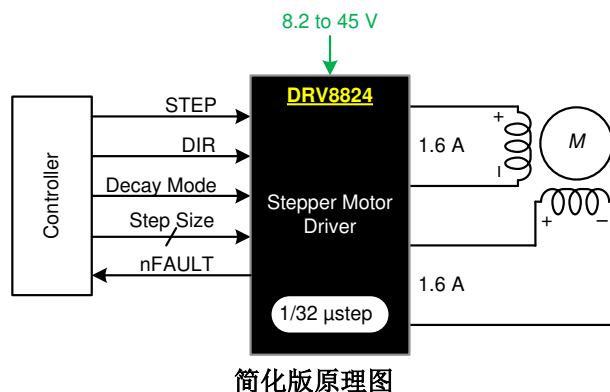 8.2 to 45 V
DRV8824
Controller
STEP
DIR
Decay Mode
Step Size
nFAULT
Stepper Motor
Driver
1/32 µstep
+
1.6 A
–
M
+
–
1.6 A
简化版原理图